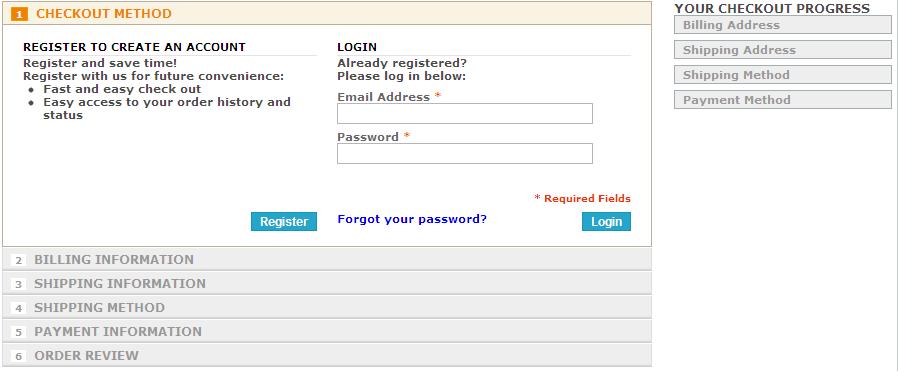 1 CHECKOUT METHOD
REGISTER TO CREATE AN ACCOUNT
Register and save time!
Register with us for future convenience:
• Fast and easy check out
• Easy access to your order history and
status
Register
LOGIN
Already registered?
Please log in below:
Email Address *
Password *
* Required Fields
Forgot your password?
Login
2 BILLING INFORMATION
3 SHIPPING INFORMATION
4 SHIPPING METHOD
5 PAYMENT INFORMATION
6 ORDER REVIEW
YOUR CHECKOUT PROGRESS
Billing Address
Shipping Address
Shipping Method
Payment Method